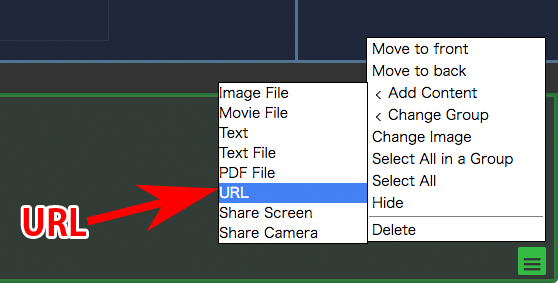 Image File
Movie File
Text
Text File
PDF File
URL
Share Screen
Share Camera
Move to front
Move to back
< Add Content
< Change Group
Change Image
Select All in a Group
Select All
Hide
Delete
URL